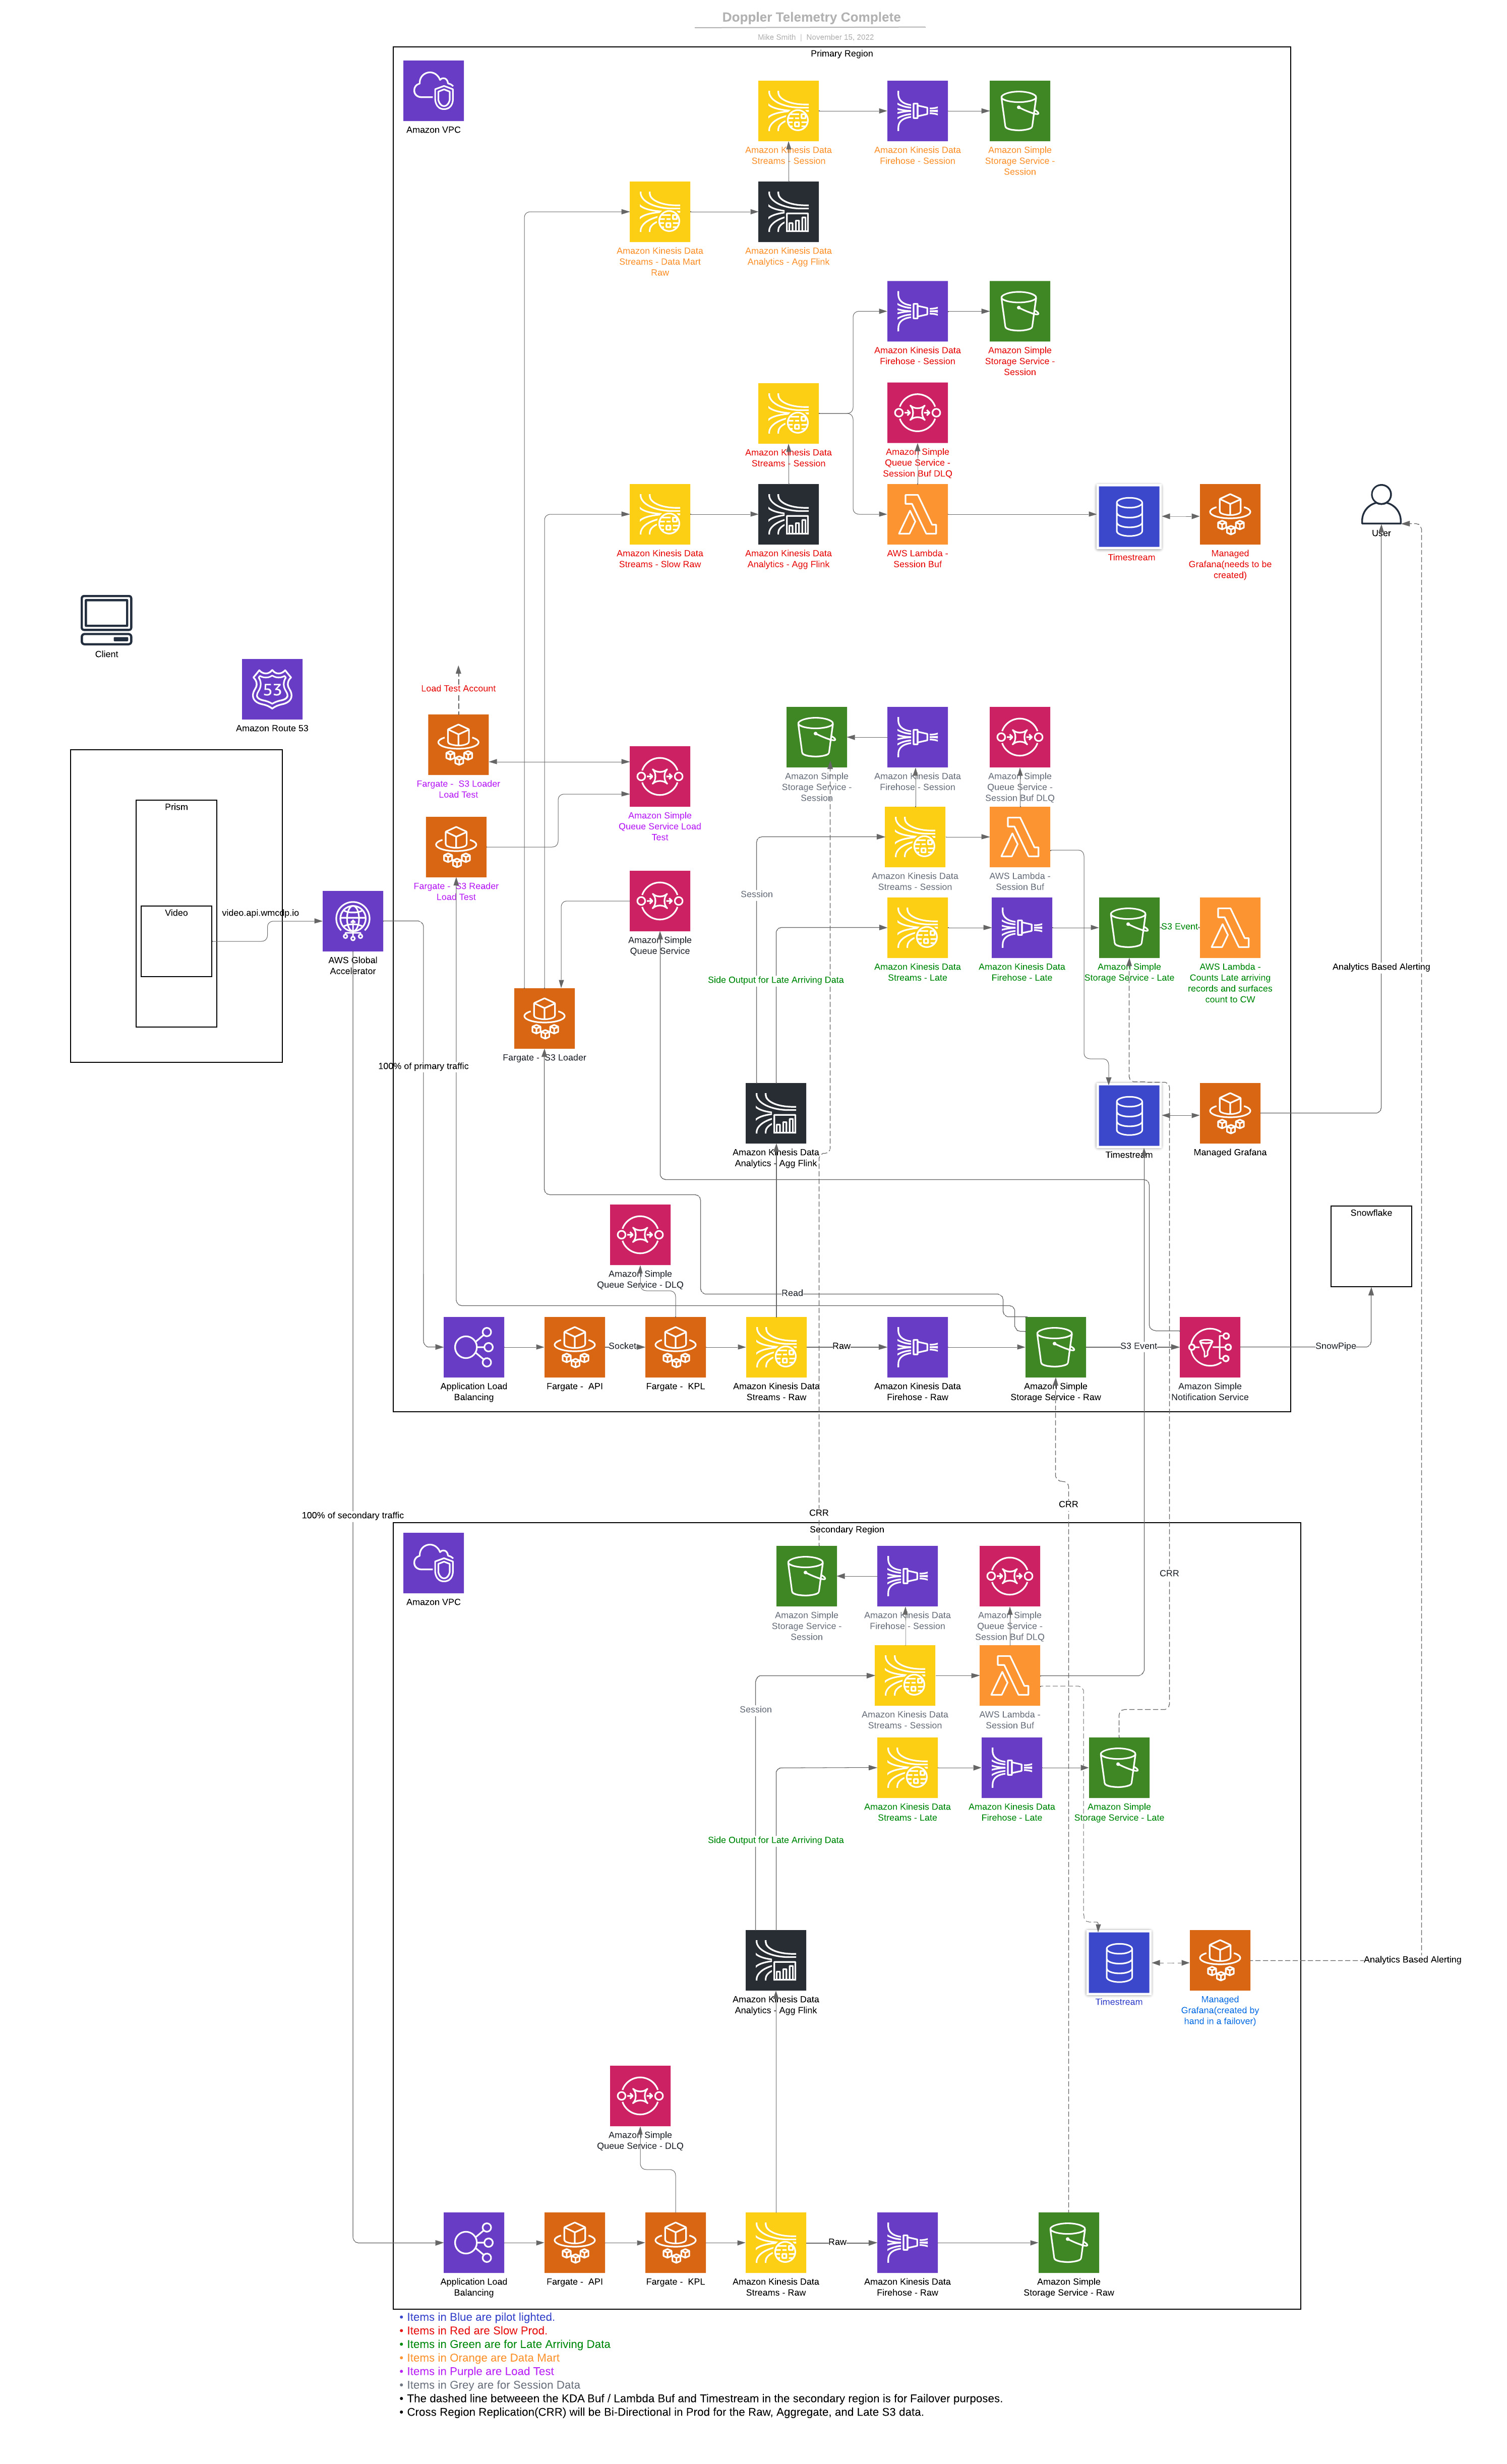 Doppler Telemetry Complete
Mike Smith | November 15, 2022
Primary Region
Amazon VPC
Amazon Kinesis Data
Streams - Session
Amazon Kinesis Data
Firehose - Session
Amazon Simple
Storage Service -
Session
Amazon Kinesis Data
Streams - Data Mart
Raw
Amazon Kinesis Data
Analytics - Agg Flink
Amazon Kinesis Data
Firehose - Session
Amazon Simple
Storage Service -
Session
Amazon Kinesis Data
Streams - Session
Amazon Simple
Queue Service -
Session Buf DLQ
Amazon Kinesis Data
Streams - Slow Raw
Amazon Kinesis Data
Analytics - Agg Flink
AWS Lambda -
Session Buf
Timestream
Managed
Grafana(needs to be
created)
User
Client
53
Amazon Route 53
Load Test Account
Fargate - S3 Loader
Load Test
Amazon Simple
Queue Service Load
Test
Amazon Simple
Storage Service -
Session
Amazon Kinesis Data
Firehose - Session
Amazon Simple
Queue Service -
Session Buf DLQ
Prism
Fargate - S3 Reader
Load Test
Amazon Kinesis Data
Streams - Session
AWS Lambda -
Session Buf
Session
Video
video.api.wmcdp.io
AWS Global
Accelerator
Amazon Simple
Queue Service
S3 Event
Amazon Kinesis Data
Streams - Late
Amazon Kinesis Data
Firehose - Late
Amazon Simple
Storage Service - Late
AWS Lambda -
Counts Late arriving
records and surfaces
count to CW
Side Output for Late Arriving Data
Analytics Based Alerting
Fargate - S3 Loader
100% of primary traffic
Amazon Kinesis Data
Analytics - Agg Flink
Timestream
Managed Grafana
Snowflake
Amazon Simple
Queue Service - DLQ
Read
Socket
Raw
S3 Event
SnowPipe
Application Load
Balancing
Fargate - API
Fargate - KPL
Amazon Kinesis Data
Streams - Raw
Amazon Kinesis Data
Firehose - Raw
Amazon Simple
Storage Service - Raw
Amazon Simple
Notification Service
CRR
CRR
100% of secondary traffic
Secondary Region
Amazon VPC
CRR
Amazon Simple
Storage Service -
Session
Amazon Kinesis Data
Firehose - Session
Amazon Simple
Queue Service -
Session Buf DLQ
Session
Amazon Kinesis Data
Streams - Session
AWS Lambda -
Session Buf
Amazon Kinesis Data
Streams - Late
Amazon Kinesis Data
Firehose - Late
Amazon Simple
Storage Service - Late
Side Output for Late Arriving Data
Analytics Based Alerting
Amazon Kinesis Data
Analytics - Agg Flink
Timestream
Managed
Grafana(created by
hand in a failover)
Amazon Simple
Queue Service - DLQ
Raw
Application Load
Balancing
Fargate - API
Fargate - KPL
Amazon Kinesis Data
Streams - Raw
Amazon Kinesis Data
Firehose - Raw
Amazon Simple
Storage Service - Raw
• Items in Blue are pilot lighted.
• Items in Red are Slow Prod.
• Items in Green are for Late Arriving Data
• Items in Orange are Data Mart
• Items in Purple are Load Test
• Items in Grey are for Session Data
• The dashed line betweeen the KDA Buf / Lambda Buf and Timestream in the secondary region is for Failover purposes.
• Cross Region Replication(CRR) will be Bi-Directional in Prod for the Raw, Aggregate, and Late S3 data.